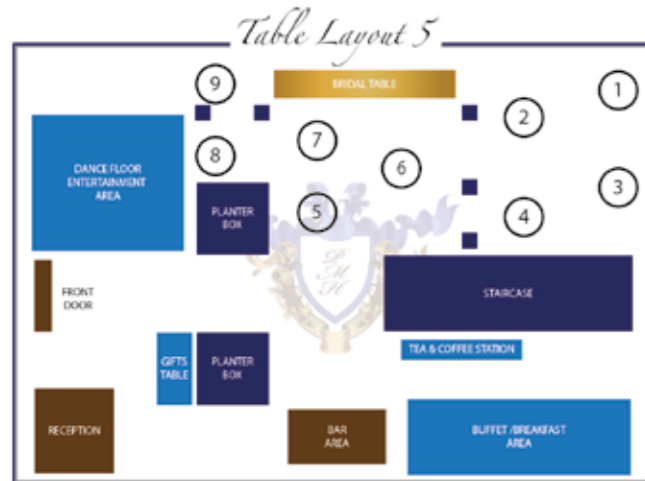 Table Layout 5
9
1
BRIDAL TABLE
2
7
8
6
DANCE FLOOR
ENTERTAINMENT
AREA
3
5
4
PLANTER
BOX
P
M
H
FRONT
DOOR
STAIRCASE
TEA & COFFEE STATION
GIFTS
TABLE
PLANTER
BOX
RECEPTION
BAR
AREA
BUFFET /BREAKFAST
AREA